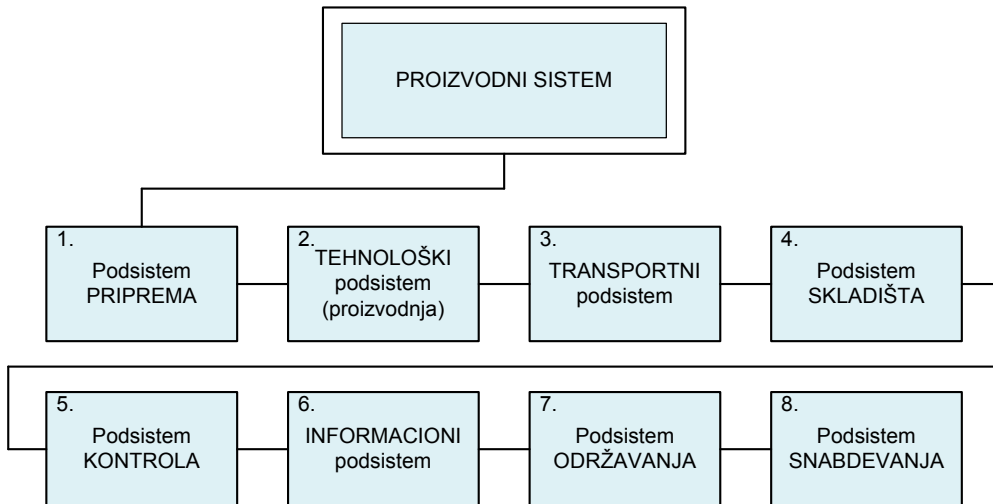 PROIZVODNI SISTEM
1.
Podsistem
PRIPREMA
2.
TEHNOLOŠKI
podsistem
(proizvodnja)
3.
TRANSPORTNI
podsistem
4.
Podsistem
SKLADIŠTA
5.
Podsistem
KONTROLA
6.
INFORMACIONI
podsistem
7.
Podsistem
ODRŽAVANJA
8.
Podsistem
SNABDEVANJA